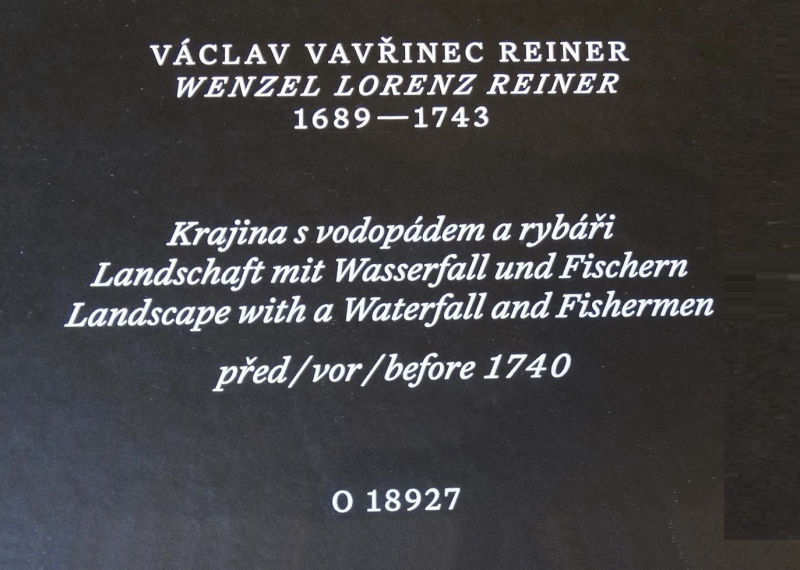 VÁCLAV VAVŘINEC REINER
WENZEL LORENZ REINER
1689—1743
Krajina s vodopádem a rybáři
Landschaft mit Wasserfall und Fischern
Landscape with a Waterfall and Fishermen
před/vor/before 1740
O 18927